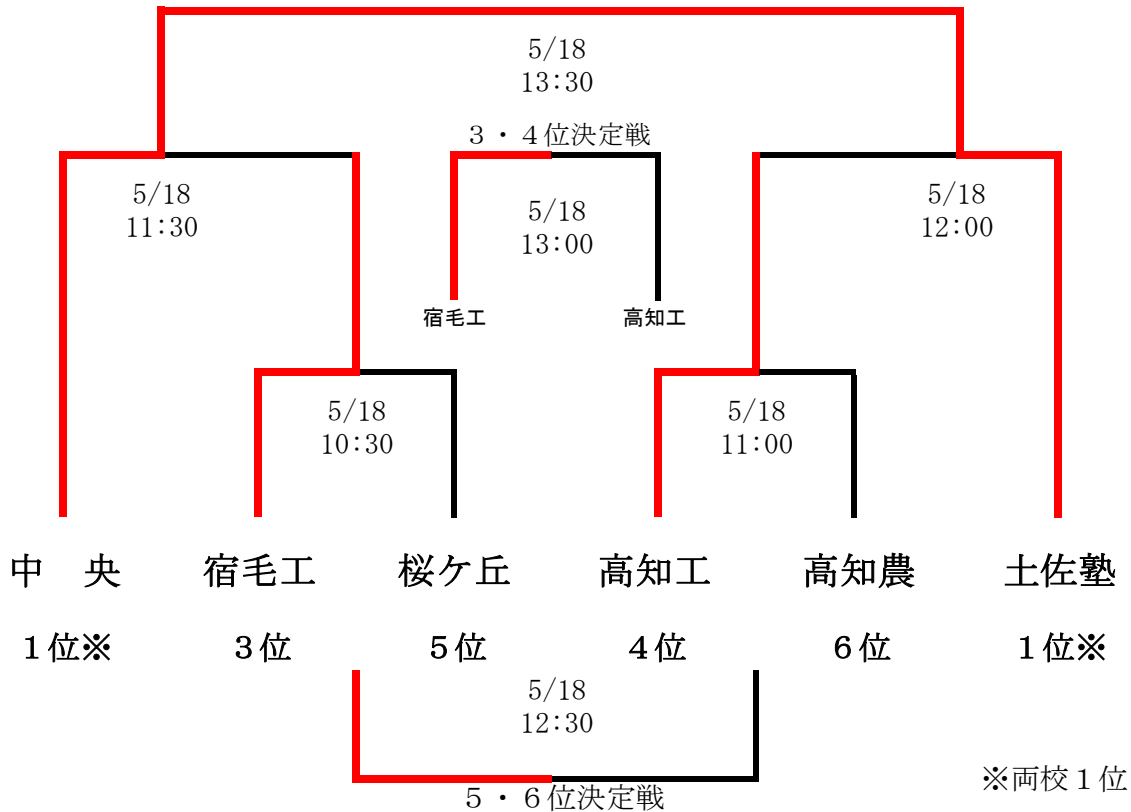 5/18
13:30
３・４位決定戦
5/18
11:30
5/18
13:00
5/18
12:00
宿毛工
高知工
5/18
10:30
5/18
11:00
中　央
宿毛工
桜ケ丘
高知工
高知農
土佐塾
１位※
３位
５位
４位
６位
１位※
5/18
12:30
５・６位決定戦
※両校１位